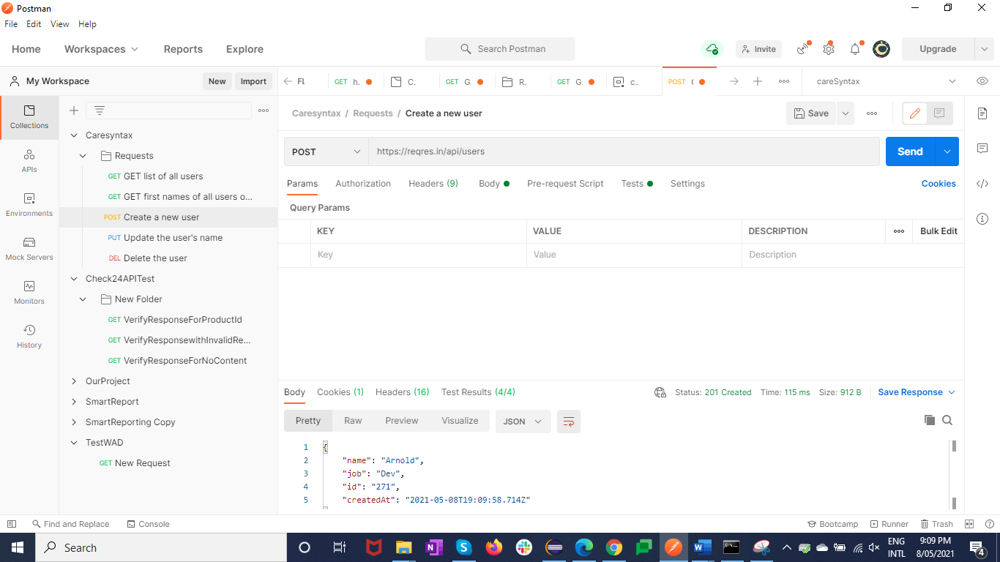 Postman
File Edit View Help
Home Workspaces Reports Explore Search Postman Invite Upgrade
My Workspace New Import
GET h. C. GET G. R. GET G. c.. POST careSyntax
Collections
APIs
Environments
Mock Servers
Monitors
History
Caresyntax
Requests
GET GET list of all users
GET GET first names of all users o...
POST Create a new user
PUT Update the user's name
DEL Delete the user
Check24APITest
New Folder
GET VerifyResponseForProductId
GET VerifyResponsewithInvalidRe...
GET VerifyResponseForNoContent
OurProject
SmartReport
SmartReporting Copy
TestWAD
GET New Request
Caresyntax / Requests / Create a new user Save
POST https://reqres.in/api/users Send
Params Authorization Headers (9) Body Pre-request Script Tests Settings Cookies
Query Params
KEY VALUE DESCRIPTION Bulk Edit
Key Value Description
Body Cookies (1) Headers (16) Test Results (4/4) Status: 201 Created Time: 115 ms Size: 912 B Save Response
Pretty Raw Preview Visualize JSON
1 {
2 "name": "Arnold",
3 "job": "Dev",
4 "id": "271",
5 "createdAt": "2021-05-08T19:09:58.714Z"
Find and Replace Console Bootcamp Runner Trash
Search ENG 9:09 PM
INTL 8/05/2021 4